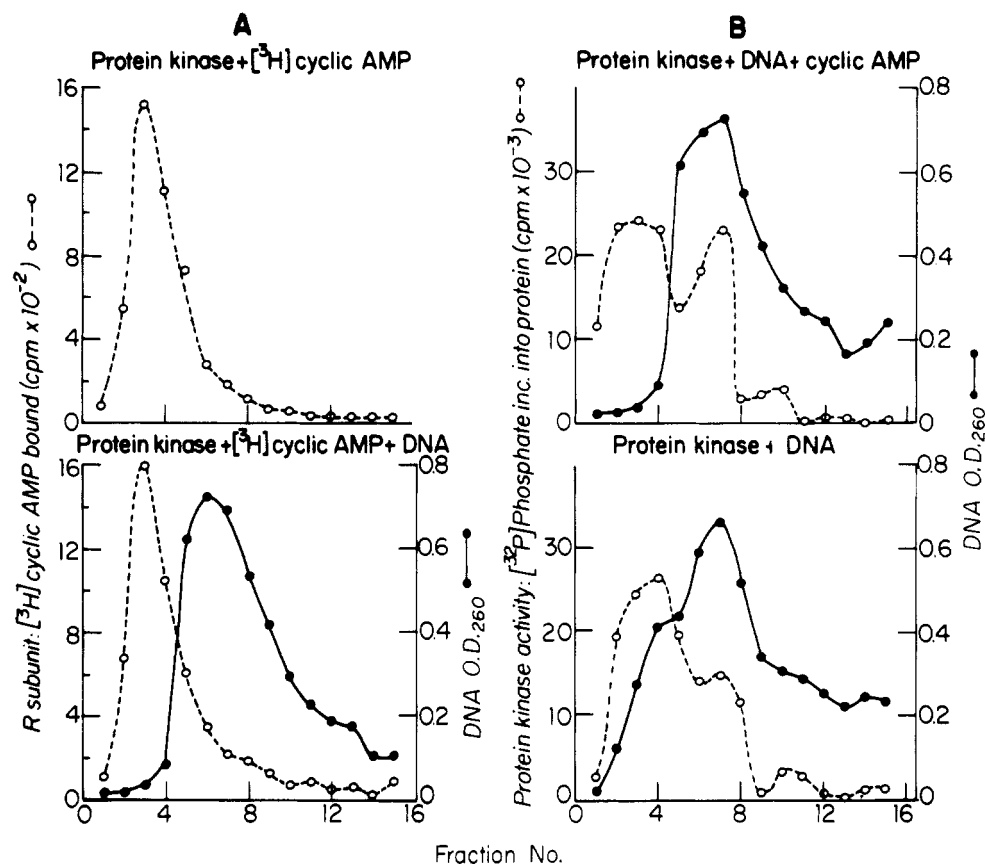 A
B
Protein kinase+[³H] cyclic AMP
Protein kinase+ DNA+ cyclic AMP
16
12
8
4
0
30
20
10
0
0.8
0.6
0.4
0.2
0
Protein kinase+[³H] cyclic AMP+ DNA
Protein kinase + DNA
16
12
8
4
0
0.8
0.6
0.4
0.2
0
30
20
10
0
0.8
0.6
0.4
0.2
0
0 4 8 12 16
0 4 8 12 16
R subunit: [³H] cyclic AMP bound (cpm x 10⁻²)
DNA O.D.260
Protein kinase activity: [³²P] Phosphate inc. into protein (cpm x 10⁻³)
DNA O.D.260
Fraction No.